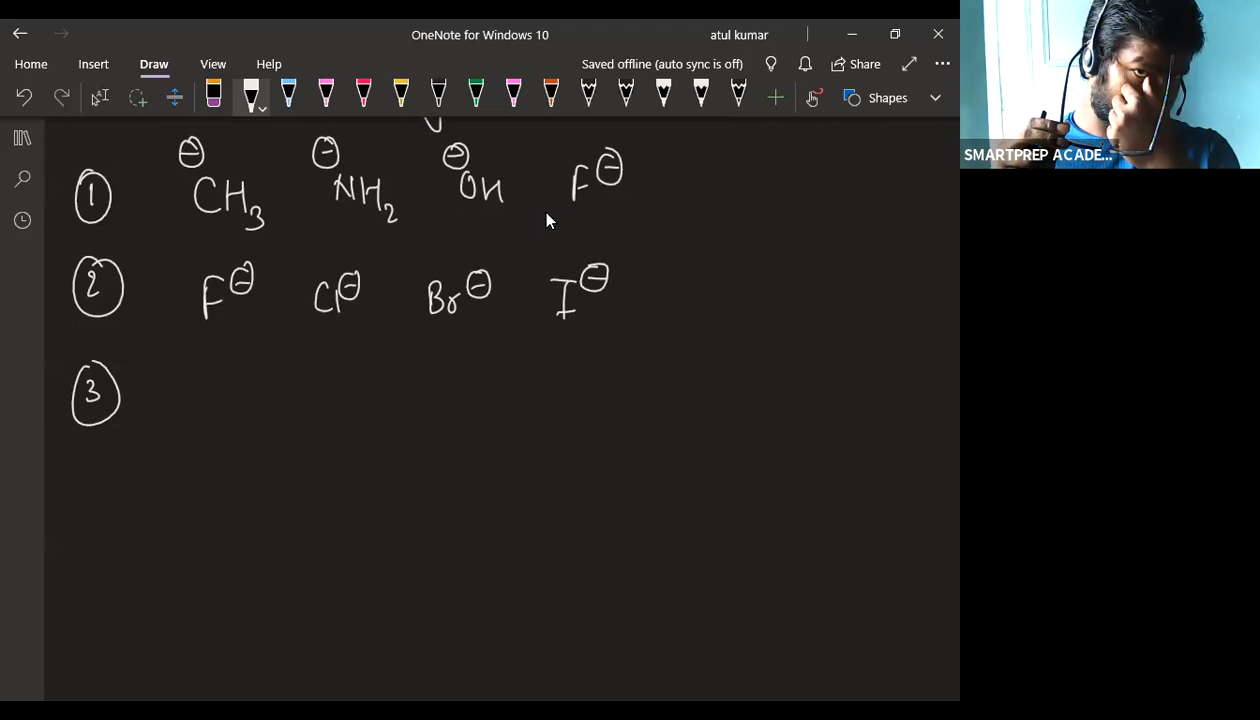 OneNote for Windows 10
atul kumar
Home Insert Draw View Help
Saved offline (auto sync is off)
Share
Shapes
SMARTPREP ACADE...
① CH₃⊖ NH₂⊖ OH⊖ F⊖
② F⊖ Cl⊖ Br⊖ I⊖
③